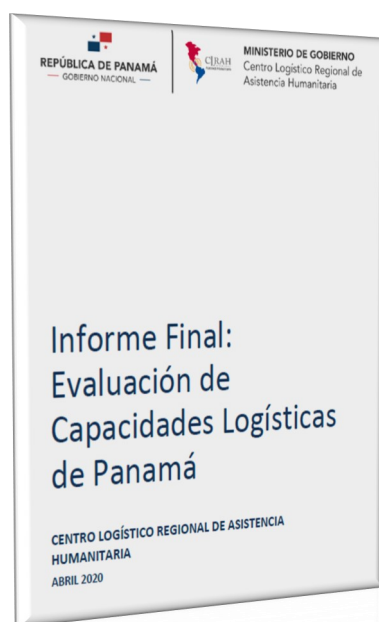 REPÚBLICA DE PANAMÁ
— GOBIERNO NACIONAL —
CLRAH
MINISTERIO DE GOBIERNO
Centro Logístico Regional de
Asistencia Humanitaria
Informe Final:
Evaluación de
Capacidades Logísticas
de Panamá
CENTRO LOGÍSTICO REGIONAL DE ASISTENCIA
HUMANITARIA
ABRIL 2020